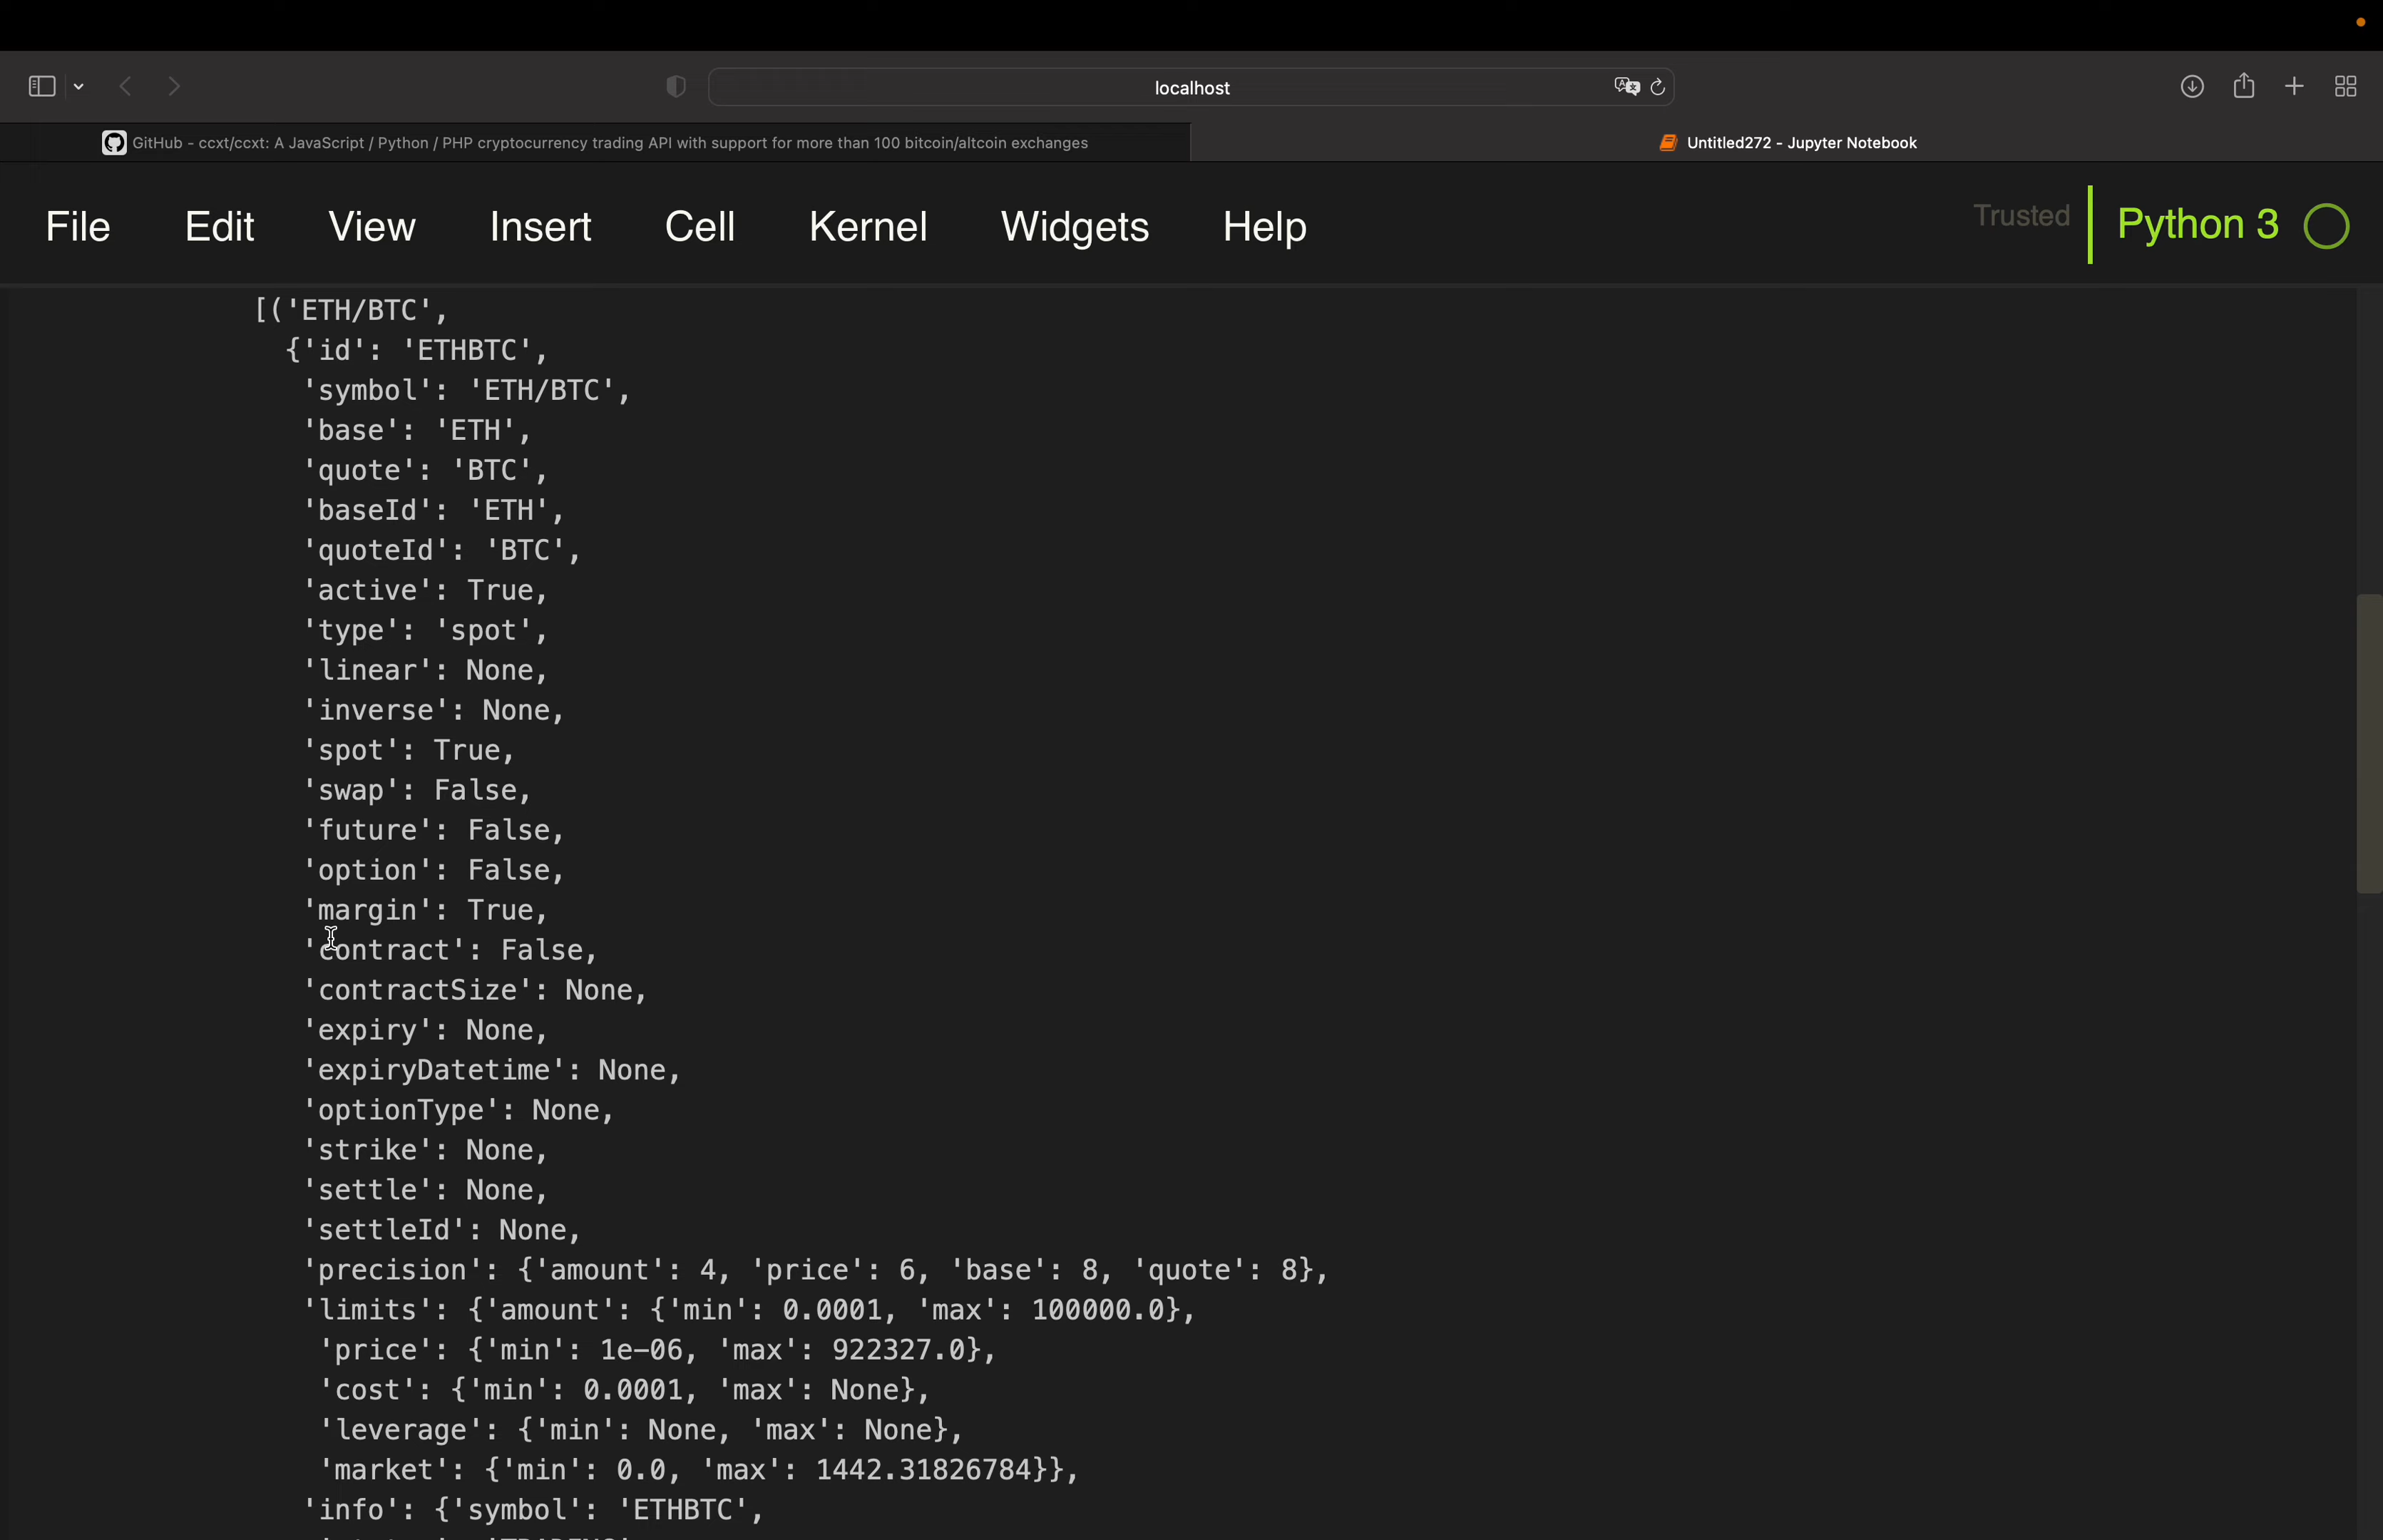 localhost
GitHub - ccxt/ccxt: A JavaScript / Python / PHP cryptocurrency trading API with support for more than 100 bitcoin/altcoin exchanges
Untitled272 - Jupyter Notebook
File Edit View Insert Cell Kernel Widgets Help Trusted Python 3
[('ETH/BTC',
{'id': 'ETHBTC',
'symbol': 'ETH/BTC',
'base': 'ETH',
'quote': 'BTC',
'baseId': 'ETH',
'quoteId': 'BTC',
'active': True,
'type': 'spot',
'linear': None,
'inverse': None,
'spot': True,
'swap': False,
'future': False,
'option': False,
'margin': True,
'contract': False,
'contractSize': None,
'expiry': None,
'expiryDatetime': None,
'optionType': None,
'strike': None,
'settle': None,
'settleId': None,
'precision': {'amount': 4, 'price': 6, 'base': 8, 'quote': 8},
'limits': {'amount': {'min': 0.0001, 'max': 100000.0},
'price': {'min': 1e-06, 'max': 922327.0},
'cost': {'min': 0.0001, 'max': None},
'leverage': {'min': None, 'max': None},
'market': {'min': 0.0, 'max': 1442.31826784}},
'info': {'symbol': 'ETHBTC',